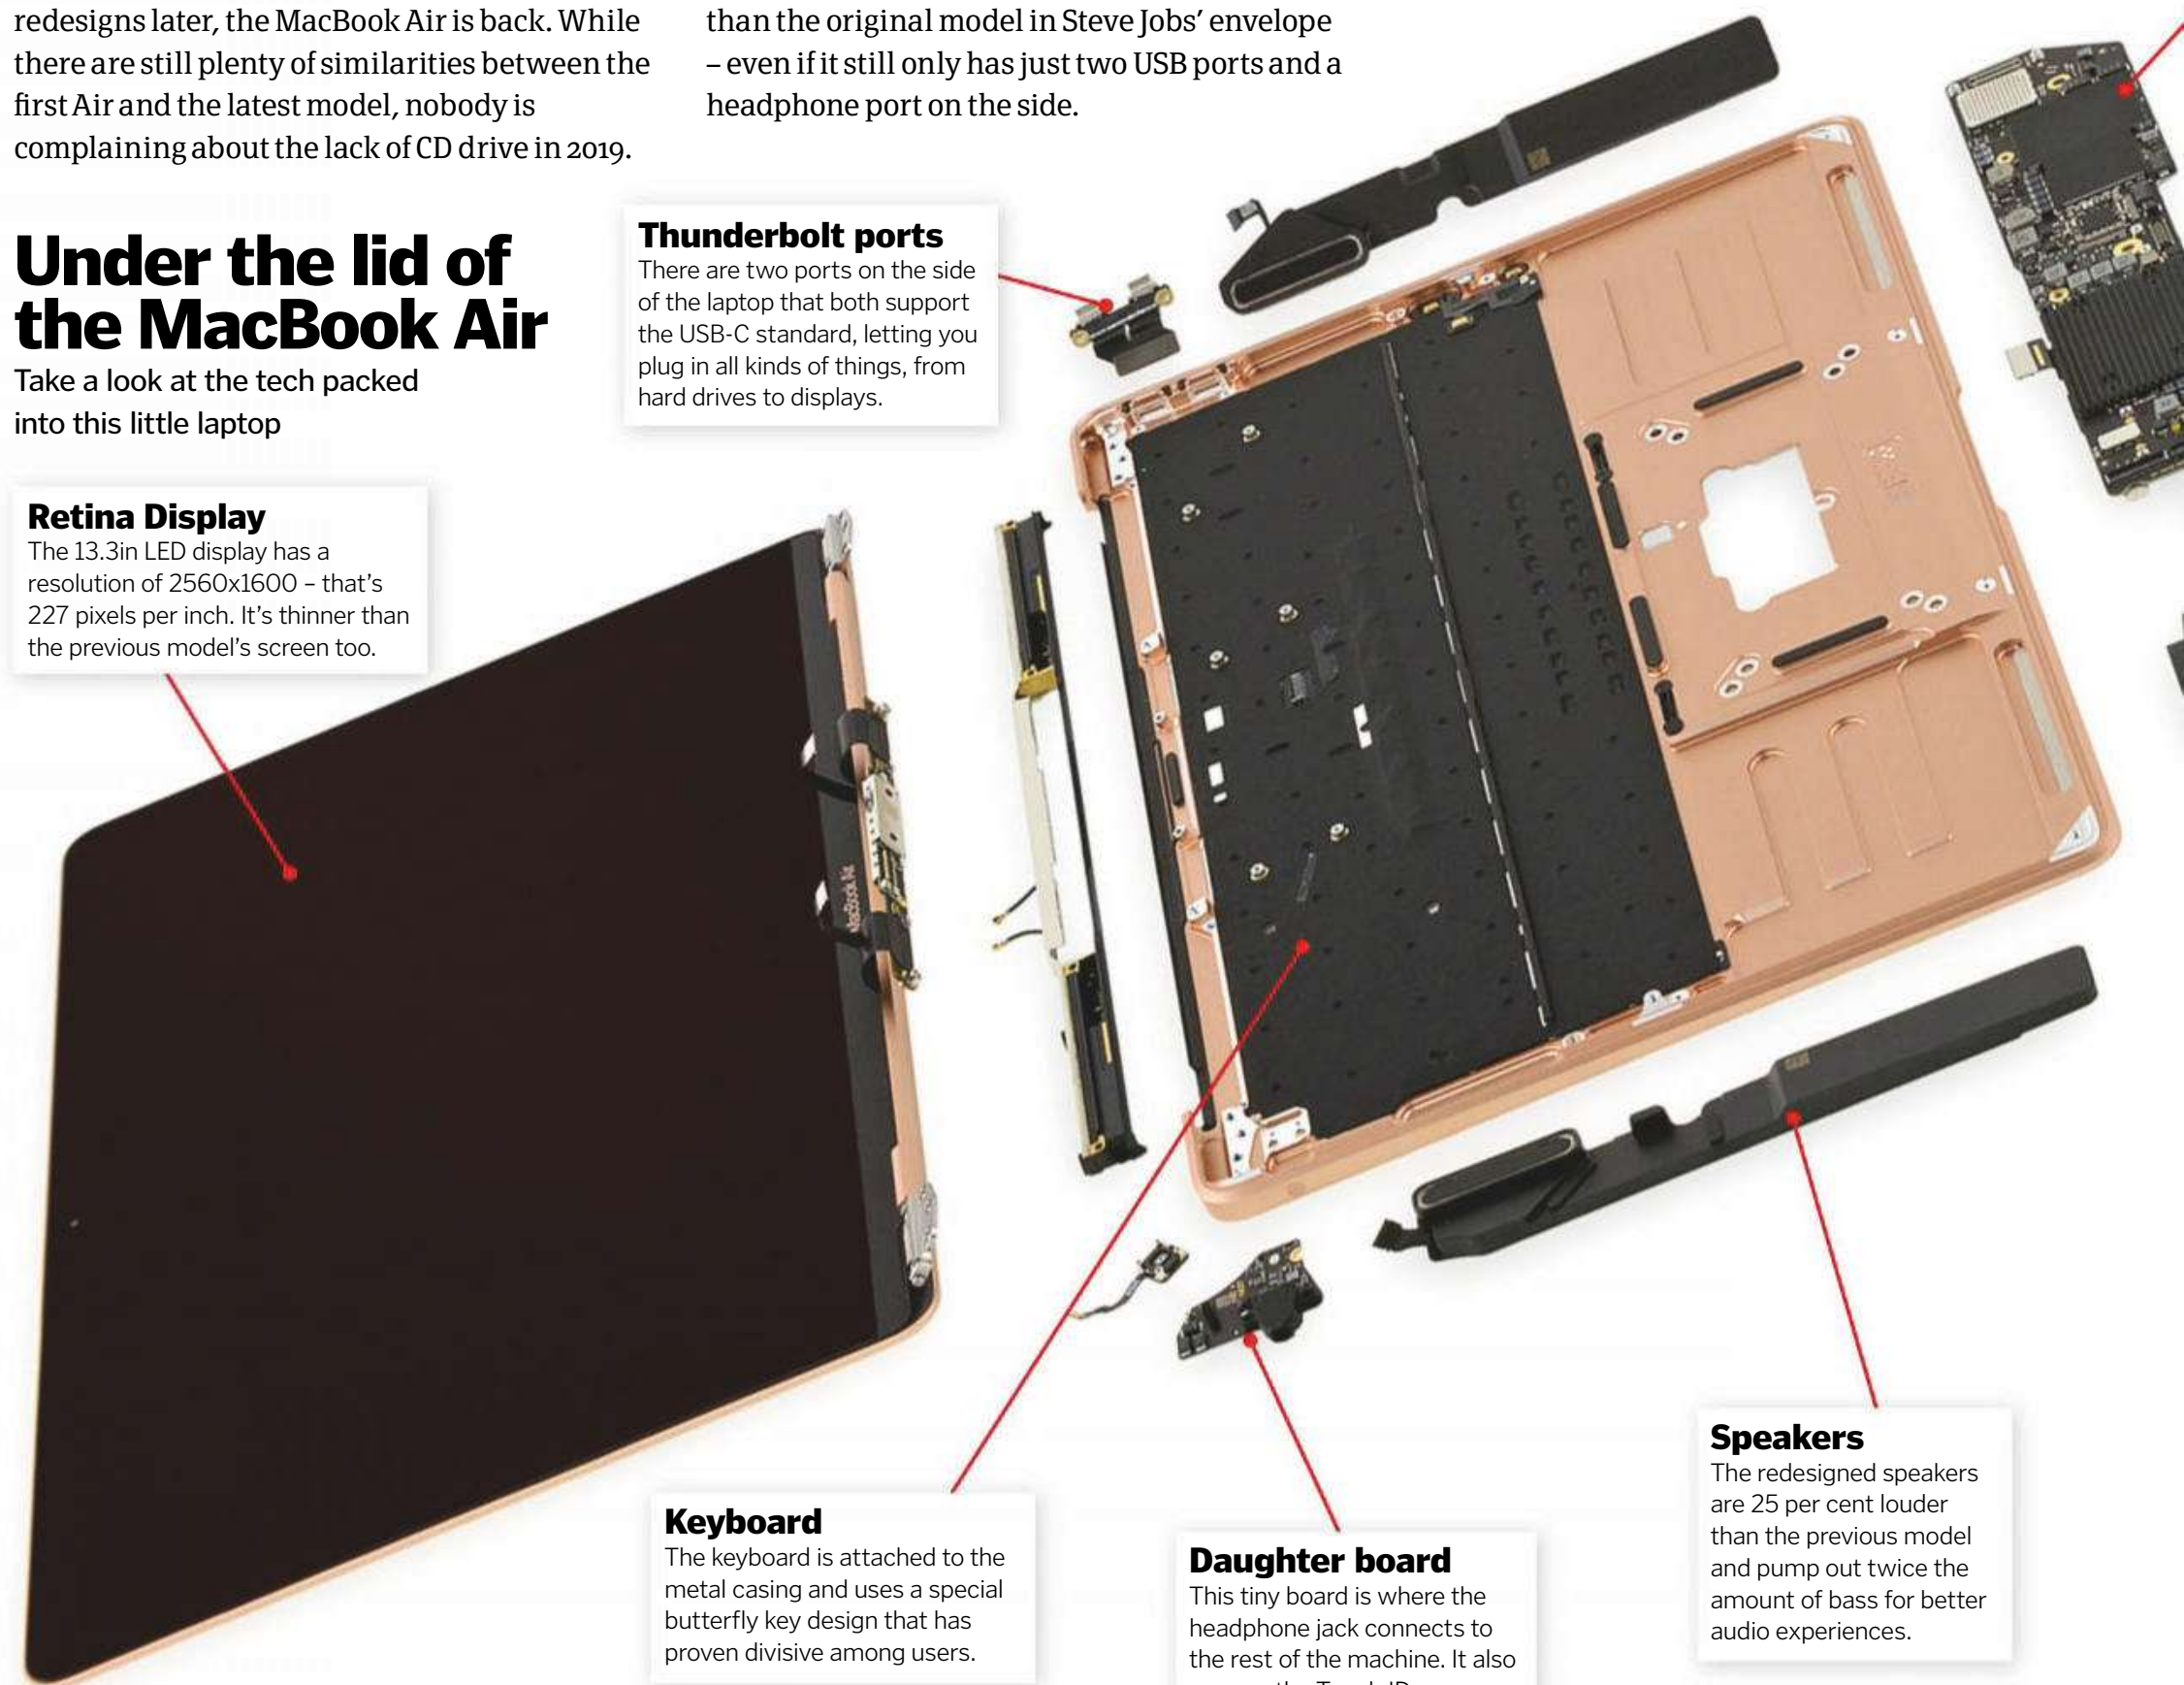 redesigns later, the MacBook Air is back. While
there are still plenty of similarities between the
first Air and the latest model, nobody is
complaining about the lack of CD drive in 2019.
than the original model in Steve Jobs’ envelope
– even if it still only has just two USB ports and a
headphone port on the side.
Under the lid of
the MacBook Air
Take a look at the tech packed
into this little laptop
Thunderbolt ports
There are two ports on the side
of the laptop that both support
the USB-C standard, letting you
plug in all kinds of things, from
hard drives to displays.
Retina Display
The 13.3in LED display has a
resolution of 2560x1600 – that’s
227 pixels per inch. It’s thinner than
the previous model’s screen too.
MacBook Air
Keyboard
The keyboard is attached to the
metal casing and uses a special
butterfly key design that has
proven divisive among users.
Daughter board
This tiny board is where the
headphone jack connects to
the rest of the machine. It also
Speakers
The redesigned speakers
are 25 per cent louder
than the previous model
and pump out twice the
amount of bass for better
audio experiences.